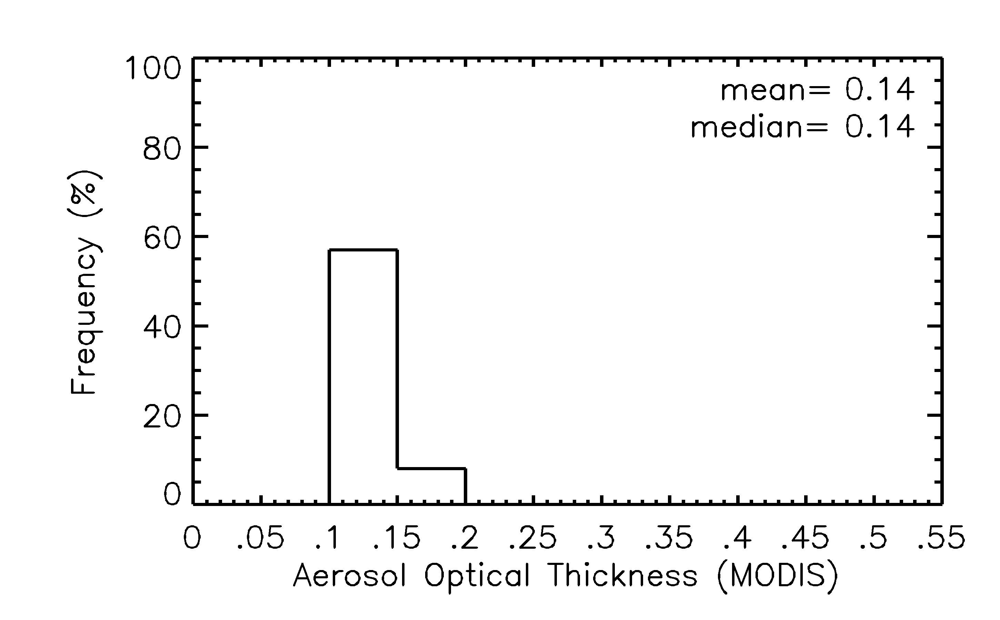 100
mean= 0.14
median= 0.14
80
60
40
20
0
Frequency (%)
0 .05 .1 .15 .2 .25 .3 .35 .4 .45 .5 .55
Aerosol Optical Thickness (MODIS)